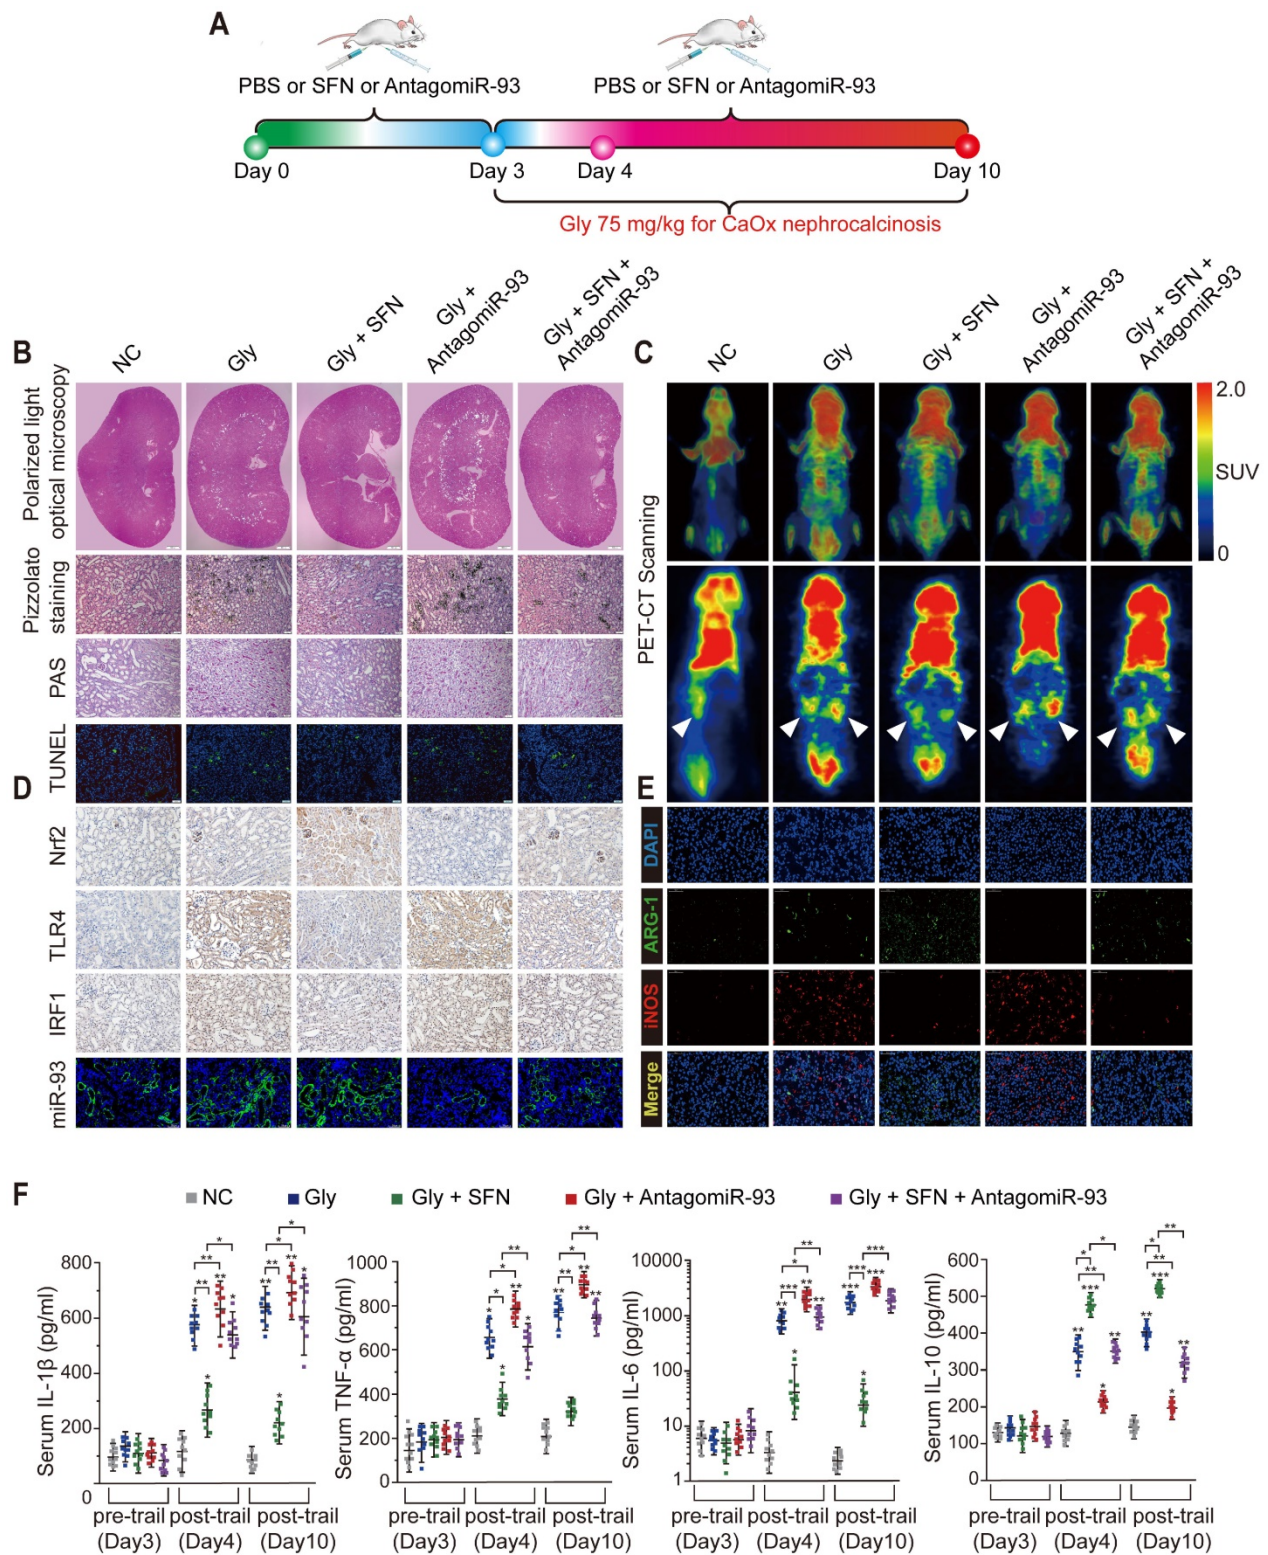 A
PBS or SFN or AntagomiR-93
PBS or SFN or AntagomiR-93
Day 0
Day 3
Day 4
Day 10
Gly 75 mg/kg for CaOx nephrocalcinosis
B
NC
Gly
Gly + SFN
Gly +
AntagomiR-93
Gly + SFN +
AntagomiR-93
Polarized light
optical microscopy
Pizzolato
staining
PAS
TUNEL
C
NC
Gly
Gly + SFN
Gly +
AntagomiR-93
Gly + SFN +
AntagomiR-93
PET-CT Scanning
2.0
SUV
0
D
Nrf2
TLR4
IRF1
miR-93
E
DAPI
ARG-1
iNOS
Merge
F
NC
Gly
Gly + SFN
Gly + AntagomiR-93
Gly + SFN + AntagomiR-93
Serum IL-1β (pg/ml)
800
600
400
200
0
pre-trail
(Day3)
post-trail
(Day4)
post-trail
(Day10)
Serum TNF-α (pg/ml)
1000
800
600
400
200
0
pre-trail
(Day3)
post-trail
(Day4)
post-trail
(Day10)
Serum IL-6 (pg/ml)
10000
1000
100
10
1
pre-trail
(Day3)
post-trail
(Day4)
post-trail
(Day10)
Serum IL-10 (pg/ml)
600
500
400
300
200
100
0
pre-trail
(Day3)
post-trail
(Day4)
post-trail
(Day10)